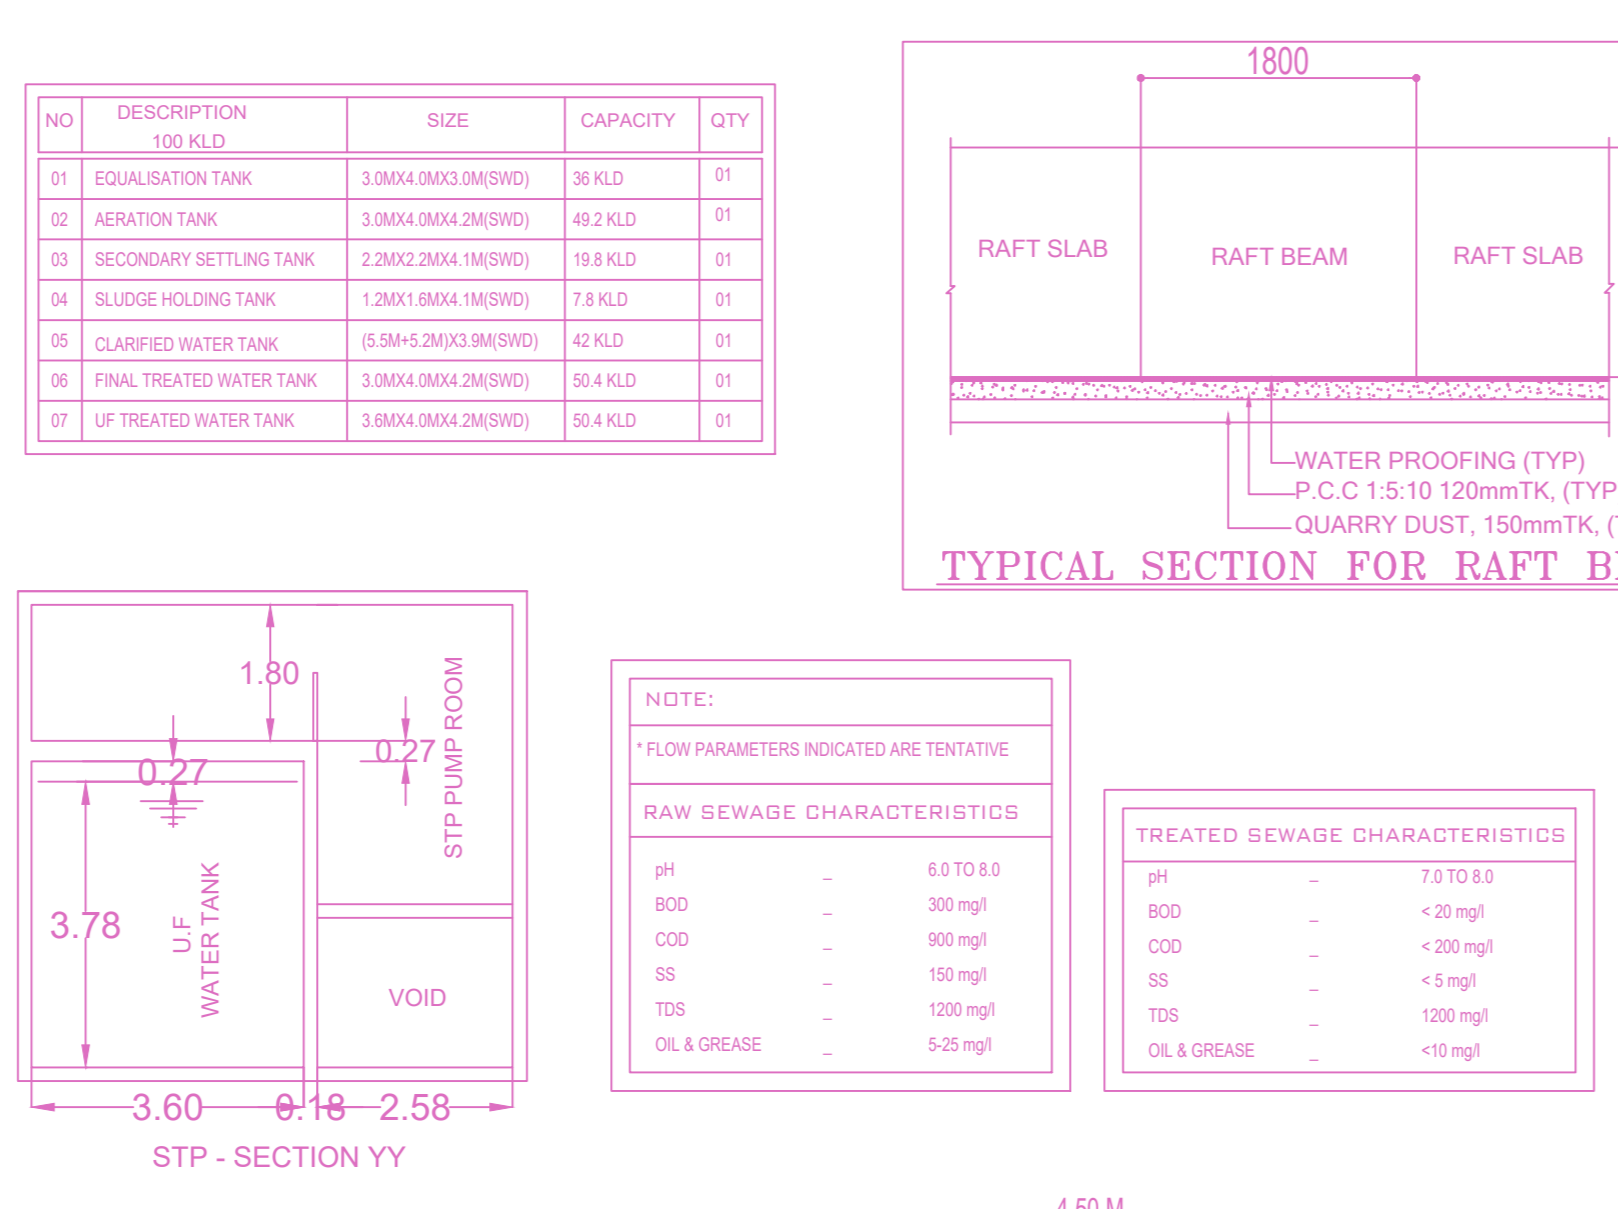 NO DESCRIPTION 100 KLD SIZE CAPACITY QTY
01 EQUALISATION TANK 3.0MX4.0MX3.0M(SWD) 36 KLD 01
02 AERATION TANK 3.0MX4.0MX4.2M(SWD) 49.2 KLD 01
03 SECONDARY SETTLING TANK 2.2MX2.2MX4.1M(SWD) 19.8 KLD 01
04 SLUDGE HOLDING TANK 1.2MX1.6MX4.1M(SWD) 7.8 KLD 01
05 CLARIFIED WATER TANK (5.5M+5.2M)X3.9M(SWD) 42 KLD 01
06 FINAL TREATED WATER TANK 3.0MX4.0MX4.2M(SWD) 50.4 KLD 01
07 UF TREATED WATER TANK 3.6MX4.0MX4.2M(SWD) 50.4 KLD 01
1800
RAFT SLAB RAFT BEAM RAFT SLAB
WATER PROOFING (TYP)
P.C.C 1:5:10 120mmTK, (TYP
QUARRY DUST, 150mmTK, (
TYPICAL SECTION FOR RAFT
1.80
0.27
0.27
STP PUMP ROOM
3.78
U.F
WATER TANK
VOID
3.60 0.18 2.58
STP - SECTION YY
NOTE:
* FLOW PARAMETERS INDICATED ARE TENTATIVE
RAW SEWAGE CHARACTERISTICS
pH _ 6.0 TO 8.0
BOD _ 300 mg/l
COD _ 900 mg/l
SS _ 150 mg/l
TDS _ 1200 mg/l
OIL & GREASE _ 5-25 mg/l
TREATED SEWAGE CHARACTERISTICS
pH _ 7.0 TO 8.0
BOD _ < 20 mg/l
COD _ < 200 mg/l
SS _ < 5 mg/l
TDS _ 1200 mg/l
OIL & GREASE _ <10 mg/l
4.50 M